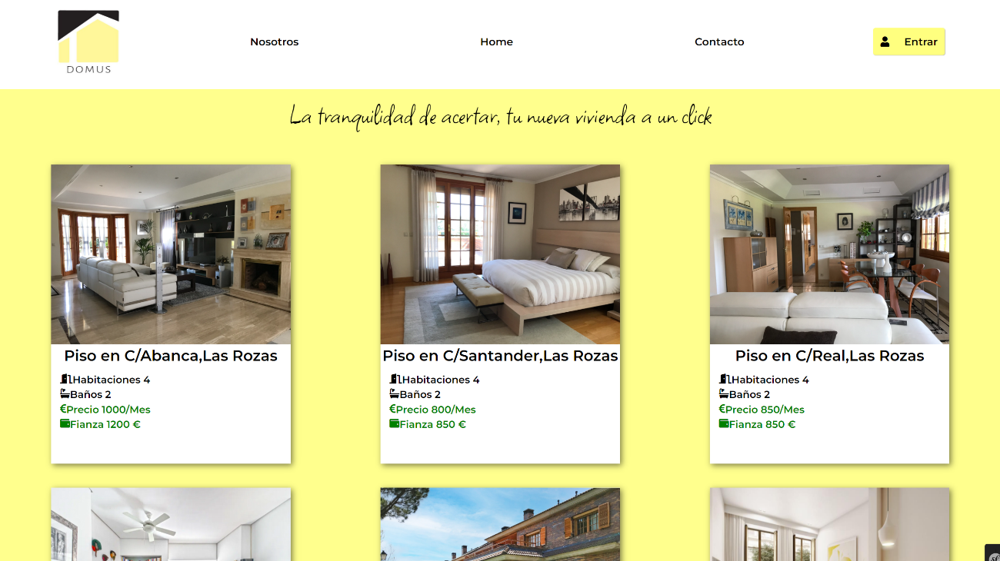 DOMUS
Nosotros
Home
Contacto
Entrar
La tranquilidad de acertar, tu nueva vivienda a un click
Piso en C/Abanca,Las Rozas
Habitaciones 4
Baños 2
€Precio 1000/Mes
Fianza 1200 €
Piso en C/Santander,Las Rozas
Habitaciones 4
Baños 2
€Precio 800/Mes
Fianza 850 €
Piso en C/Real,Las Rozas
Habitaciones 4
Baños 2
€Precio 850/Mes
Fianza 850 €